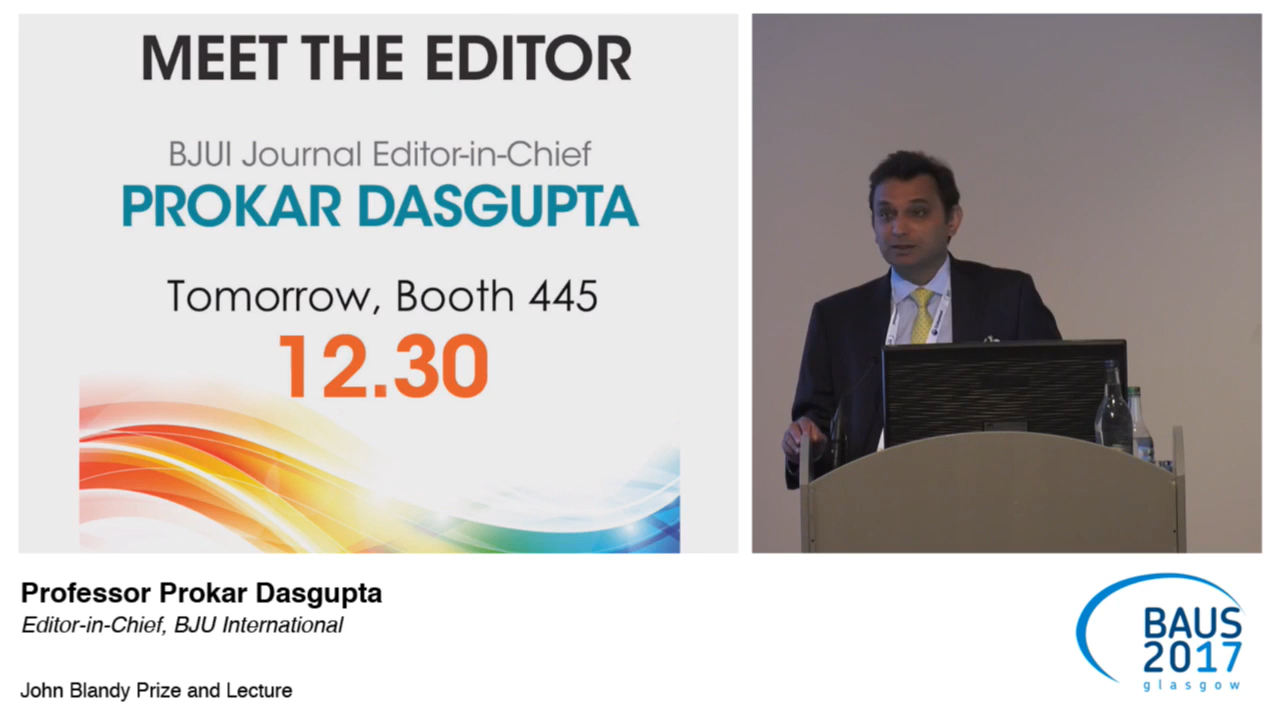 MEET THE EDITOR
BJUI Journal Editor-in-Chief
PROKAR DASGUPTA
Tomorrow, Booth 445
12.30
Professor Prokar Dasgupta
Editor-in-Chief, BJU International
John Blandy Prize and Lecture
BAUS
2017
glasgow